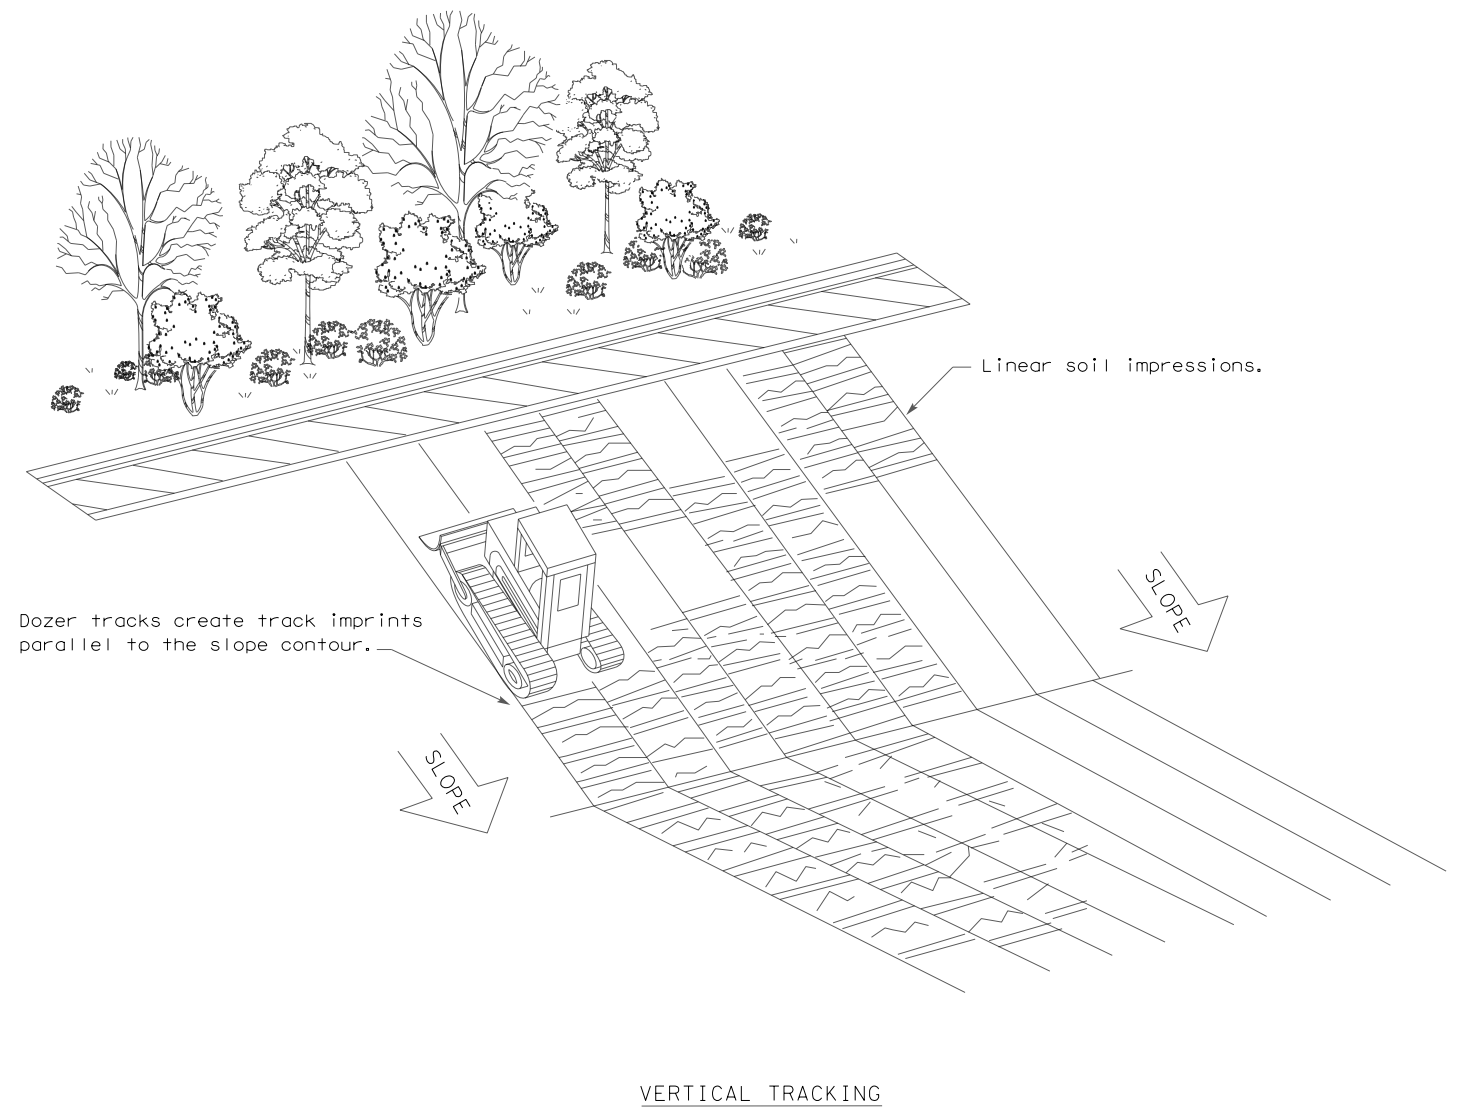 Linear soil impressions.
SLOPE
Dozer tracks create track imprints
parallel to the slope contour.
SLOPE
VERTICAL TRACKING